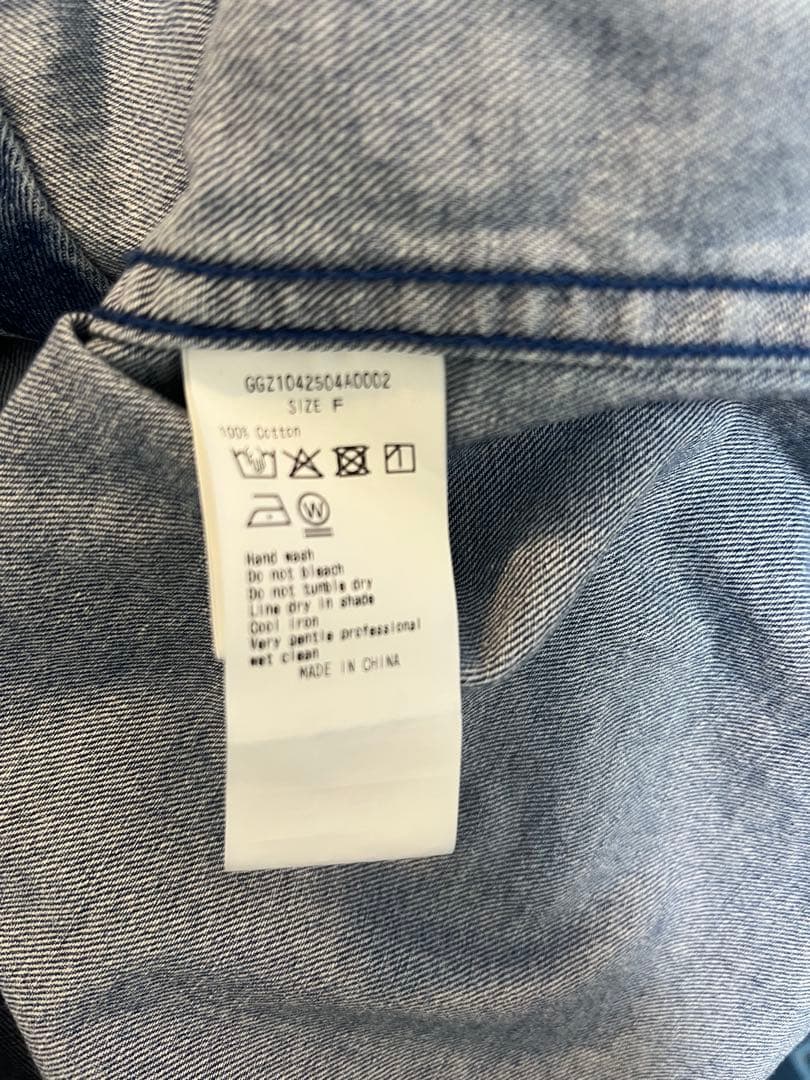 GGZ1042504A0002
SIZE F
100% Cotton
W
Hand wash
Do not bleach
Do not tumble dry
Line dry in shade
Cool iron
Very gentle professional
wet clean
MADE IN CHINA